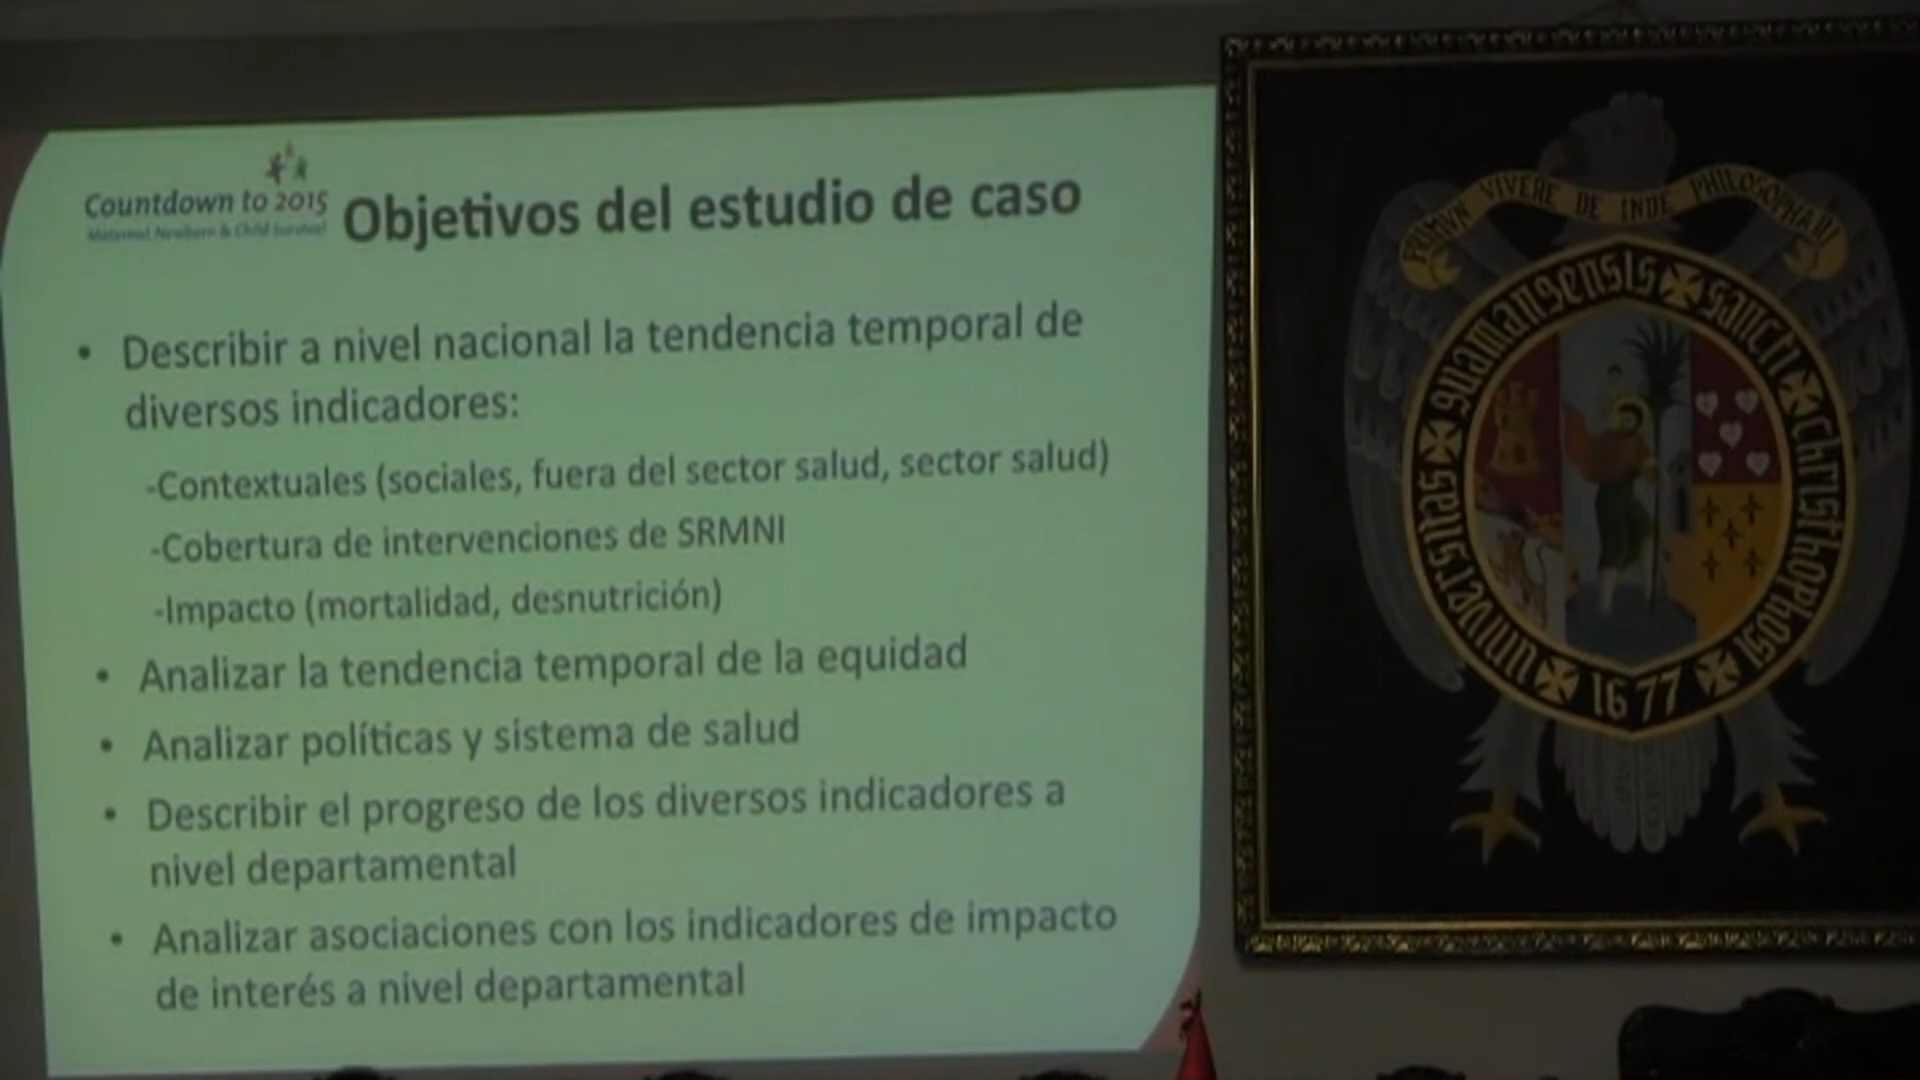 Countdown to 2015
Maternal Newborn & Child Survival
Objetivos del estudio de caso
• Describir a nivel nacional la tendencia temporal de
diversos indicadores:
-Contextuales (sociales, fuera del sector salud, sector salud)
-Cobertura de intervenciones de SRMNI
-Impacto (mortalidad, desnutrición)
• Analizar la tendencia temporal de la equidad
• Analizar políticas y sistema de salud
• Describir el progreso de los diversos indicadores a
nivel departamental
• Analizar asociaciones con los indicadores de impacto
de interés a nivel departamental
PRIMVN VIVERE DE INDE PHILOSOPHARI
universitas guamangensis sancti christhophosi
1677